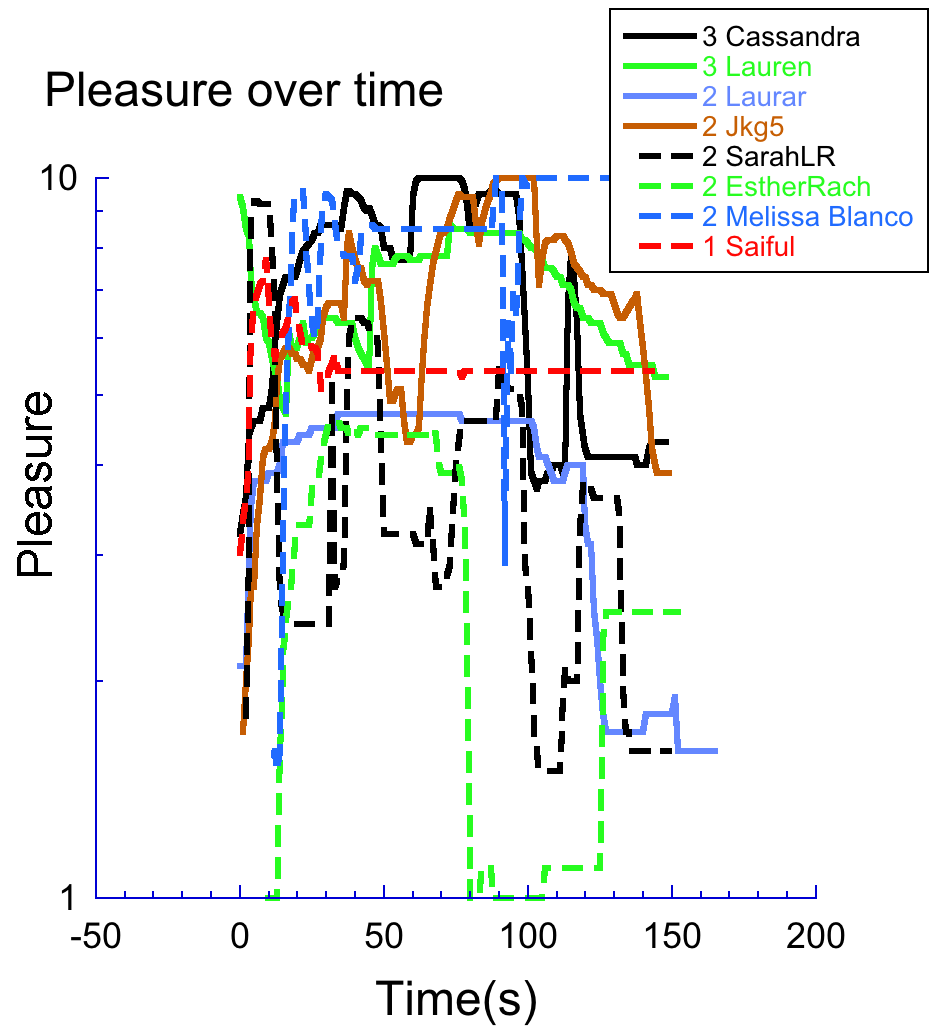 3 Cassandra
3 Lauren
2 Laurar
2 Jkg5
2 SarahLR
2 EstherRach
2 Melissa Blanco
1 Saiful
Pleasure over time
10
Pleasure
1
-50 0 50 100 150 200
Time(s)